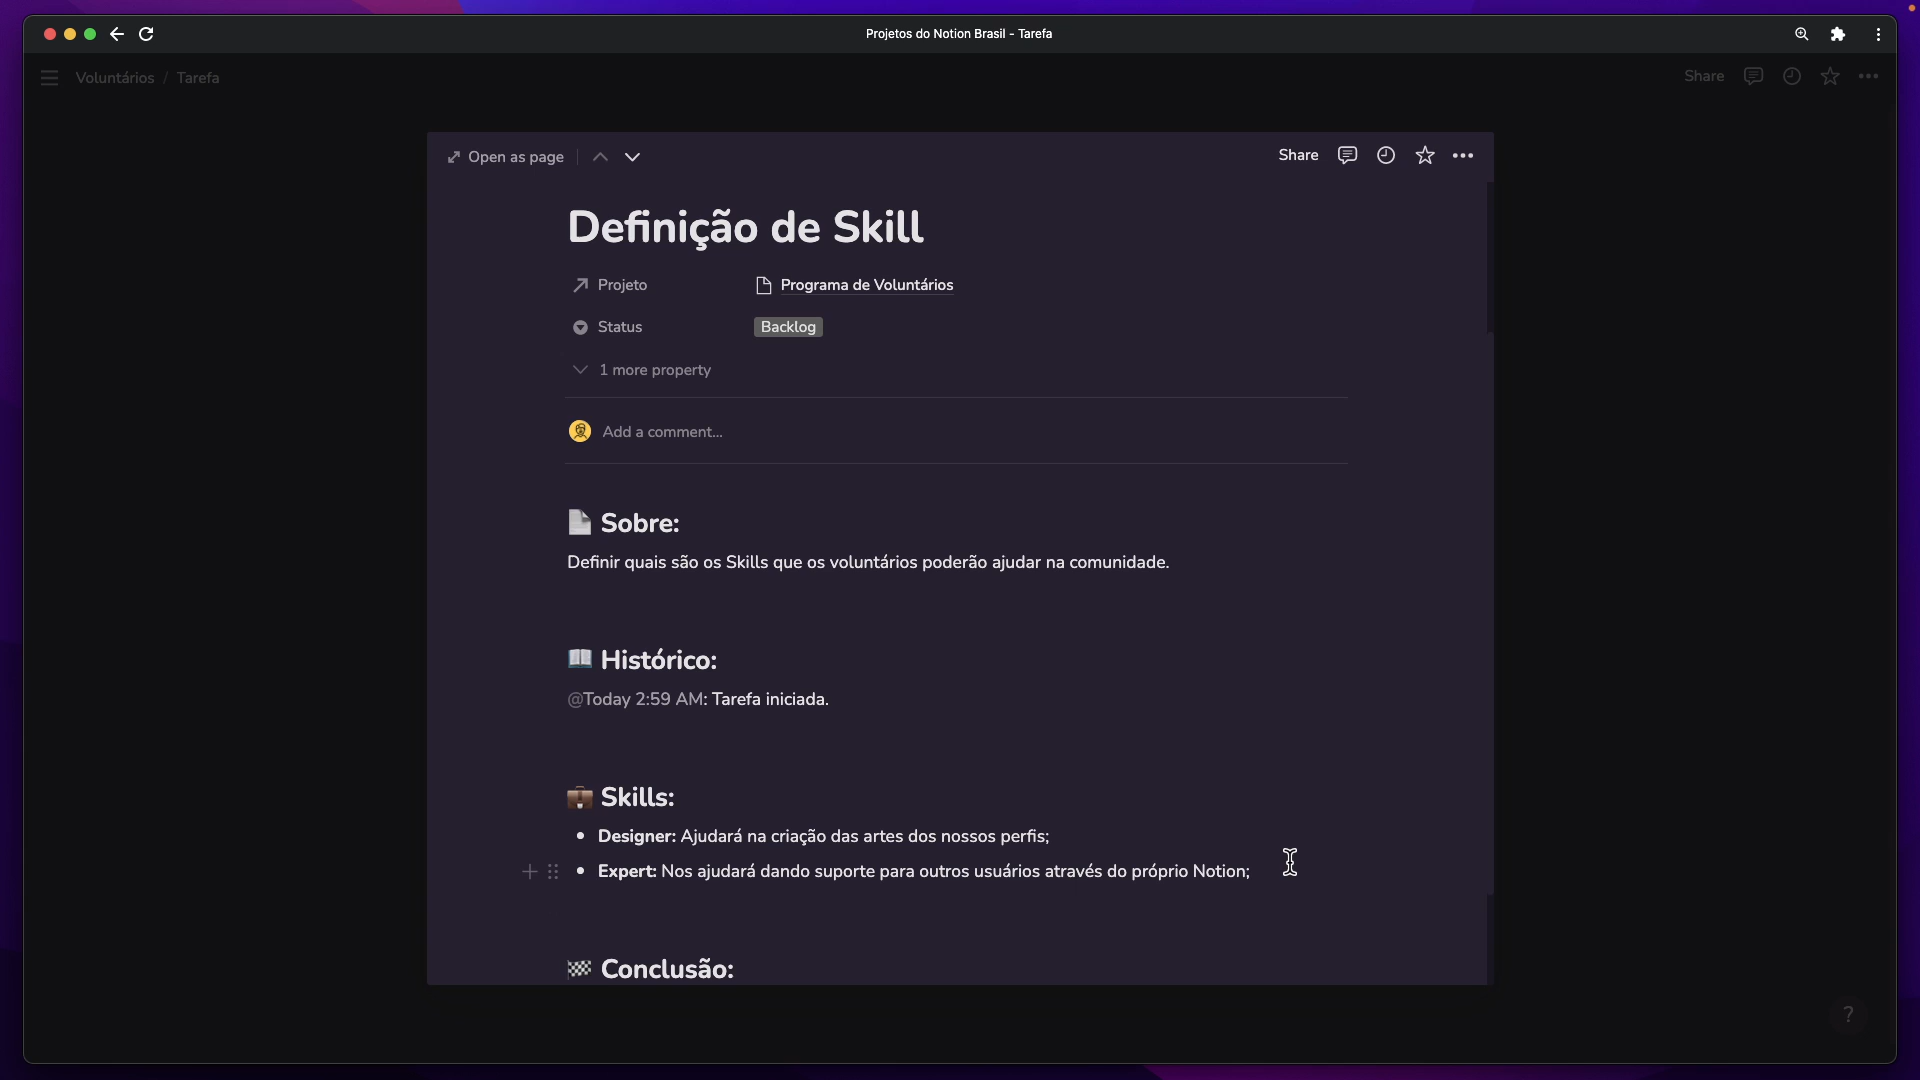 Projetos do Notion Brasil - Tarefa
Voluntários / Tarefa
Share
Open as page
Share
Definição de Skill
Projeto
Programa de Voluntários
Status
Backlog
1 more property
Add a comment...
Sobre:
Definir quais são os Skills que os voluntários poderão ajudar na comunidade.
Histórico:
@Today 2:59 AM: Tarefa iniciada.
Skills:
• Designer: Ajudará na criação das artes dos nossos perfis;
• Expert: Nos ajudará dando suporte para outros usuários através do próprio Notion;
Conclusão:
?